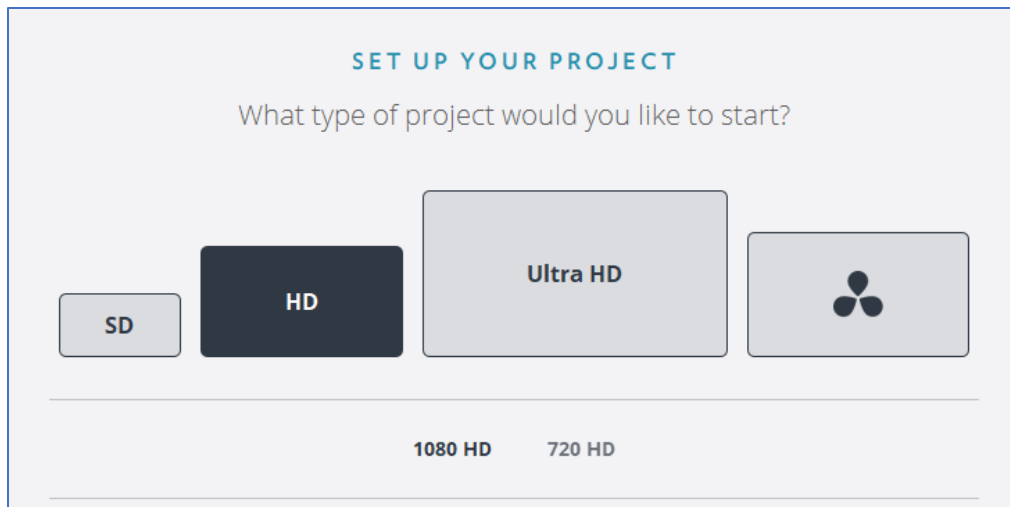 SET UP YOUR PROJECT
What type of project would you like to start?
SD
HD
Ultra HD
1080 HD 720 HD